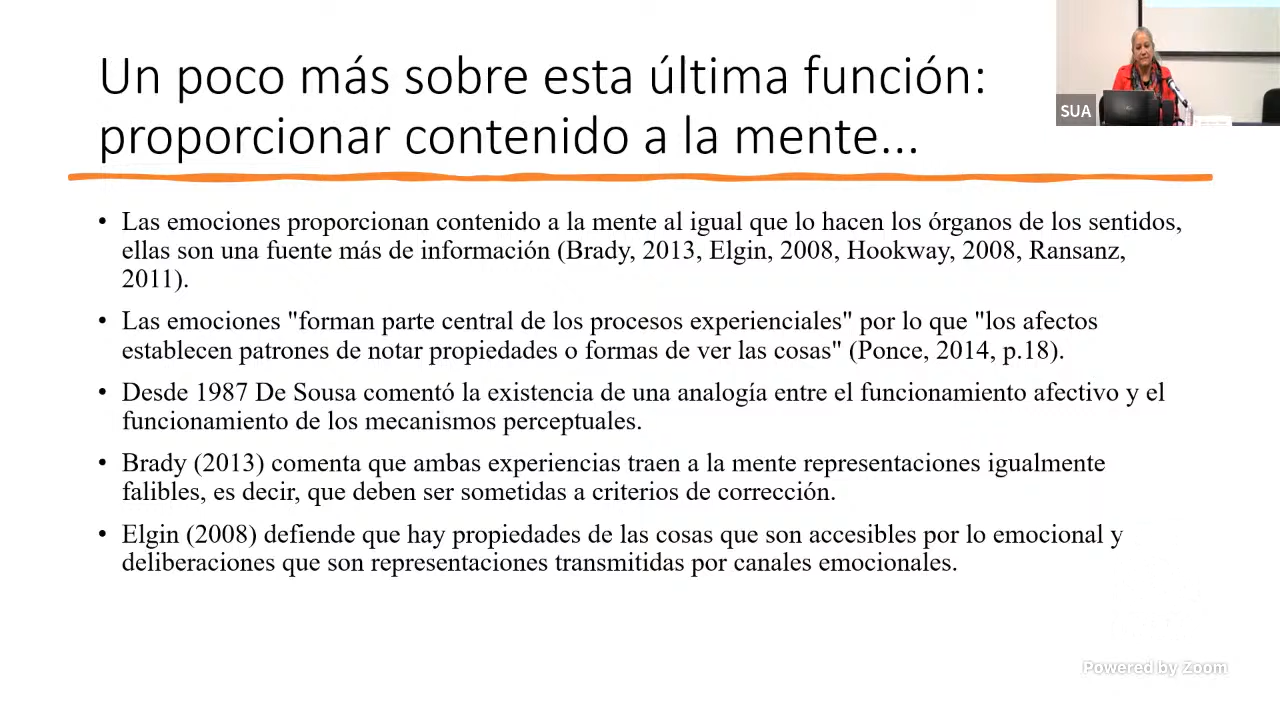 Un poco más sobre esta última función:
proporcionar contenido a la mente...
SUA
• Las emociones proporcionan contenido a la mente al igual que lo hacen los órganos de los sentidos,
ellas son una fuente más de información (Brady, 2013, Elgin, 2008, Hookway, 2008, Ransanz,
2011).
• Las emociones "forman parte central de los procesos experienciales" por lo que "los afectos
establecen patrones de notar propiedades o formas de ver las cosas" (Ponce, 2014, p.18).
• Desde 1987 De Sousa comentó la existencia de una analogía entre el funcionamiento afectivo y el
funcionamiento de los mecanismos perceptuales.
• Brady (2013) comenta que ambas experiencias traen a la mente representaciones igualmente
falibles, es decir, que deben ser sometidas a criterios de corrección.
• Elgin (2008) defiende que hay propiedades de las cosas que son accesibles por lo emocional y
deliberaciones que son representaciones transmitidas por canales emocionales.
Powered by Zoom